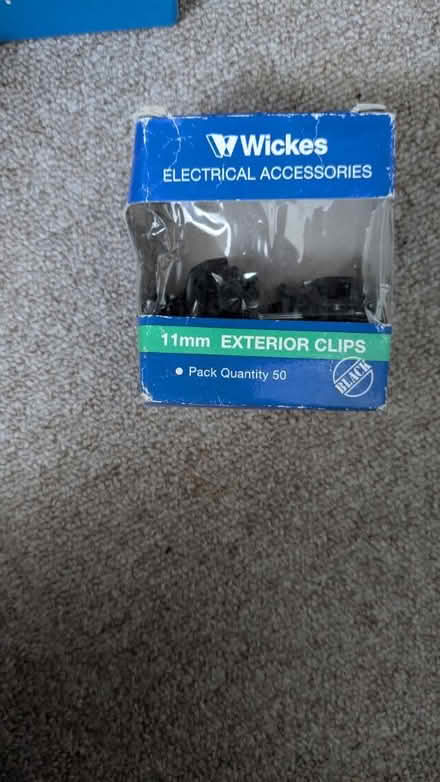 Wickes
ELECTRICAL ACCESSORIES
11mm EXTERIOR CLIPS
Pack Quantity 50
BLACK